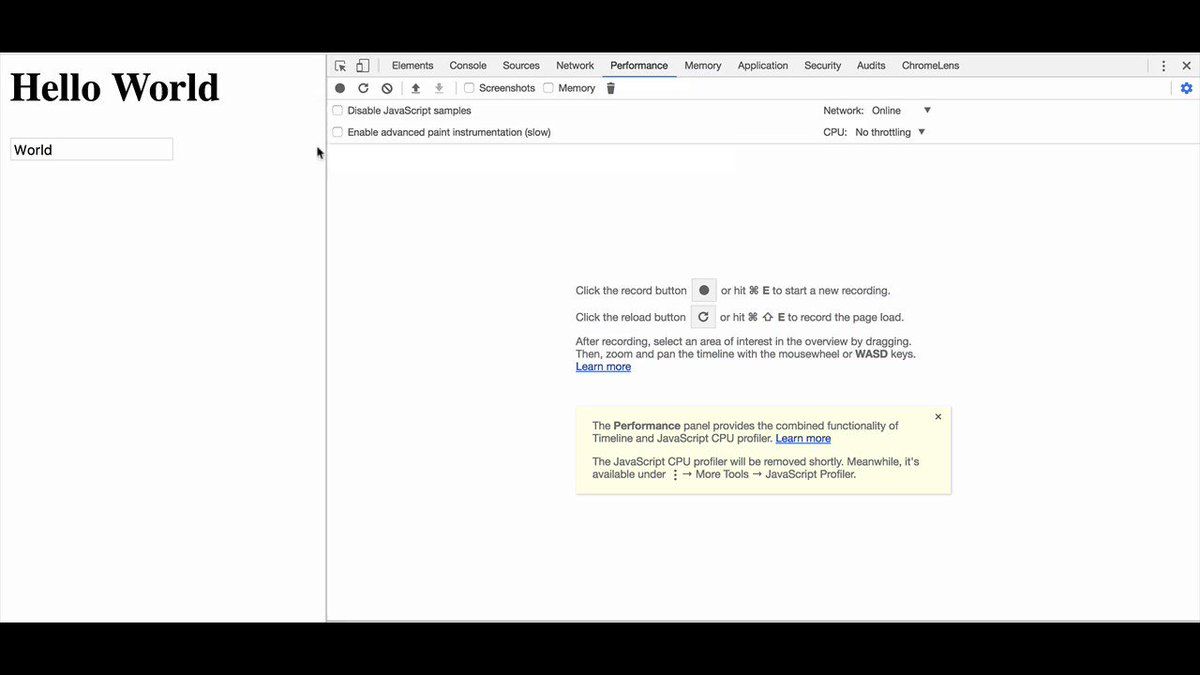 Hello World
World
Elements Console Sources Network Performance Memory Application Security Audits ChromeLens
Screenshots Memory
Disable JavaScript samples Network: Online ▼
Enable advanced paint instrumentation (slow) CPU: No throttling ▼
Click the record button or hit ⌘ E to start a new recording.
Click the reload button or hit ⌘ ⇧ E to record the page load.
After recording, select an area of interest in the overview by dragging.
Then, zoom and pan the timeline with the mousewheel or WASD keys.
Learn more
The Performance panel provides the combined functionality of
Timeline and JavaScript CPU profiler. Learn more
The JavaScript CPU profiler will be removed shortly. Meanwhile, it's
available under ⋮ → More Tools → JavaScript Profiler.